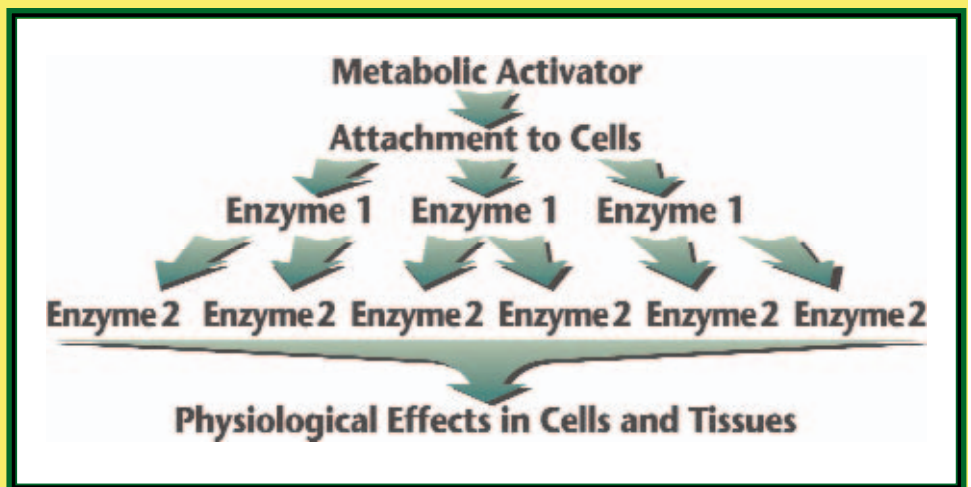 Metabolic Activator
Attachment to Cells
Enzyme 1 Enzyme 1 Enzyme 1
Enzyme 2 Enzyme 2 Enzyme 2 Enzyme 2 Enzyme 2 Enzyme 2
Physiological Effects in Cells and Tissues